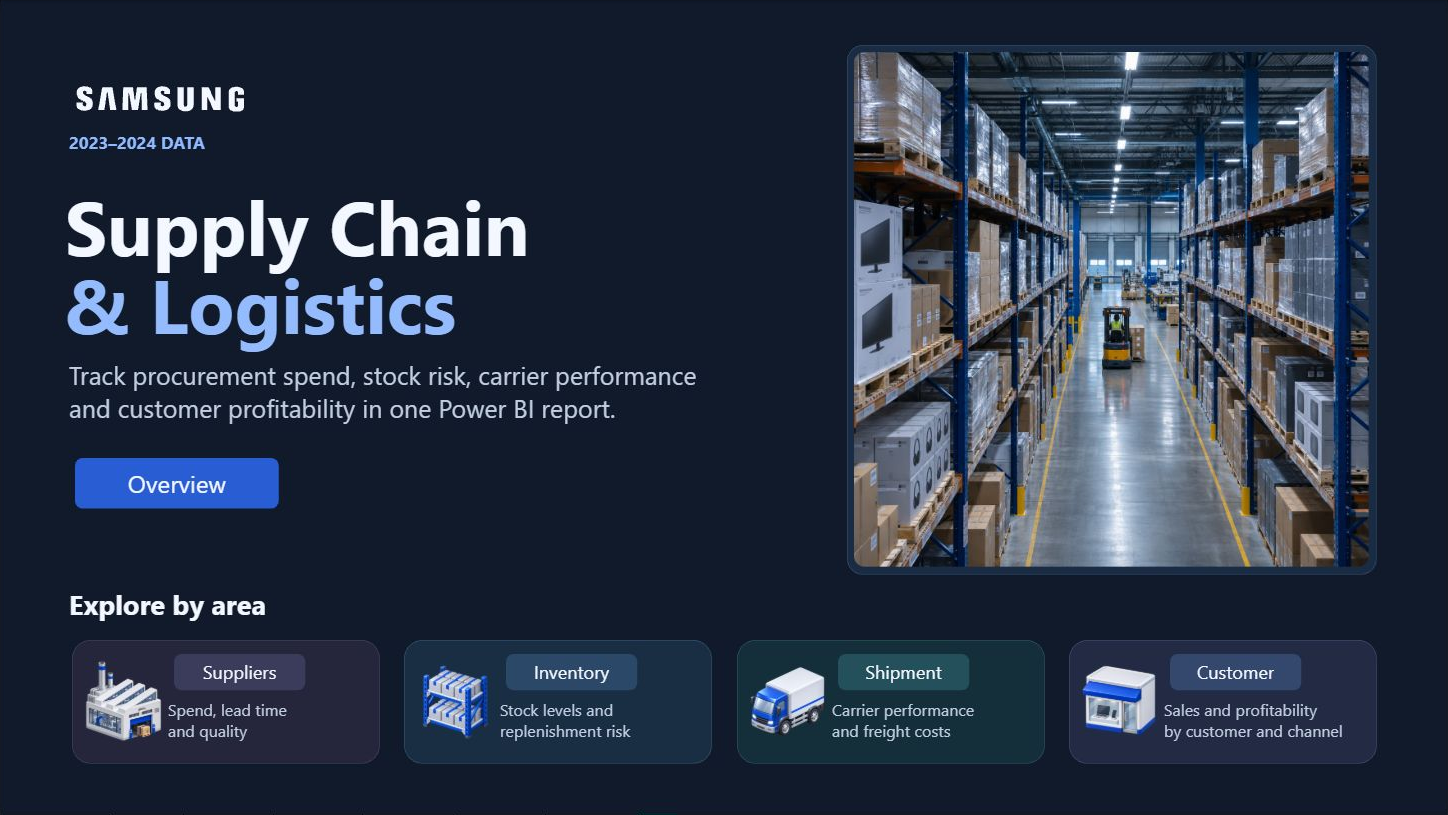 SAMSUNG
2023–2024 DATA
Supply Chain
& Logistics
Track procurement spend, stock risk, carrier performance
and customer profitability in one Power BI report.
Overview
Explore by area
Suppliers
Spend, lead time
and quality
Inventory
Stock levels and
replenishment risk
Shipment
Carrier performance
and freight costs
Customer
Sales and profitability
by customer and channel